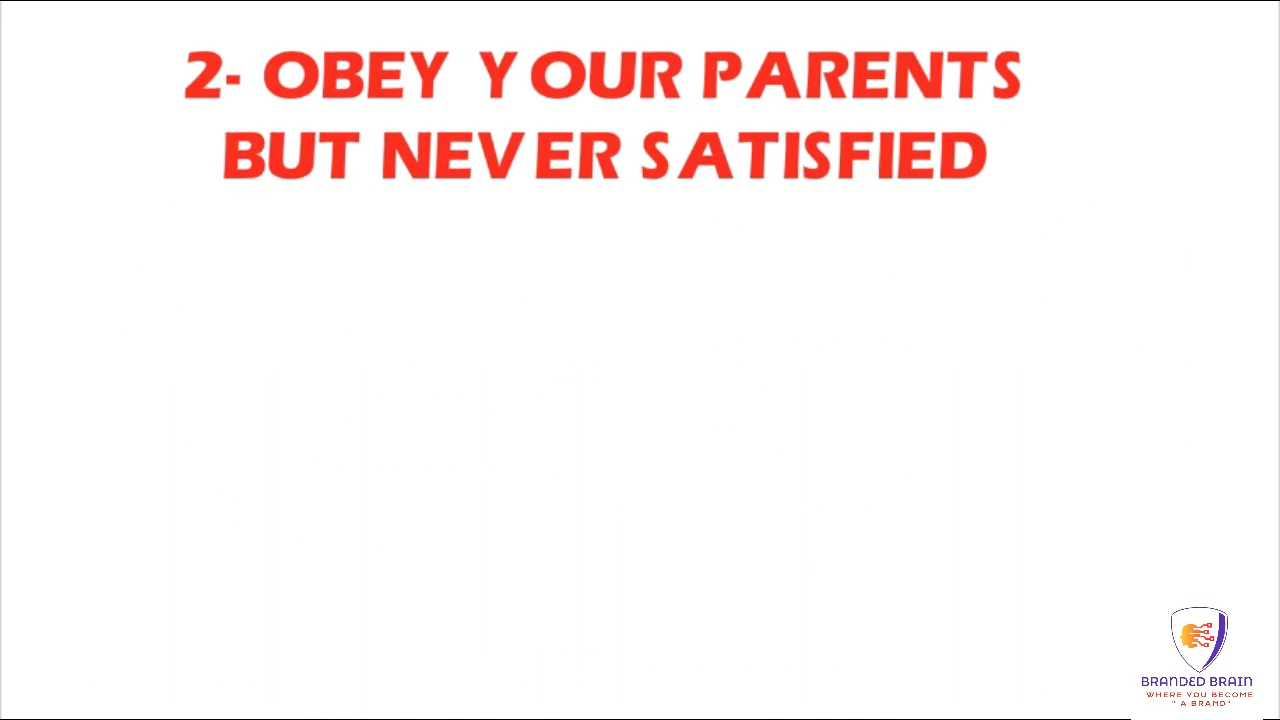 2- OBEY YOUR PARENTS
BUT NEVER SATISFIED
BRANDED BRAIN
WHERE YOU BECOME
" A BRAND"